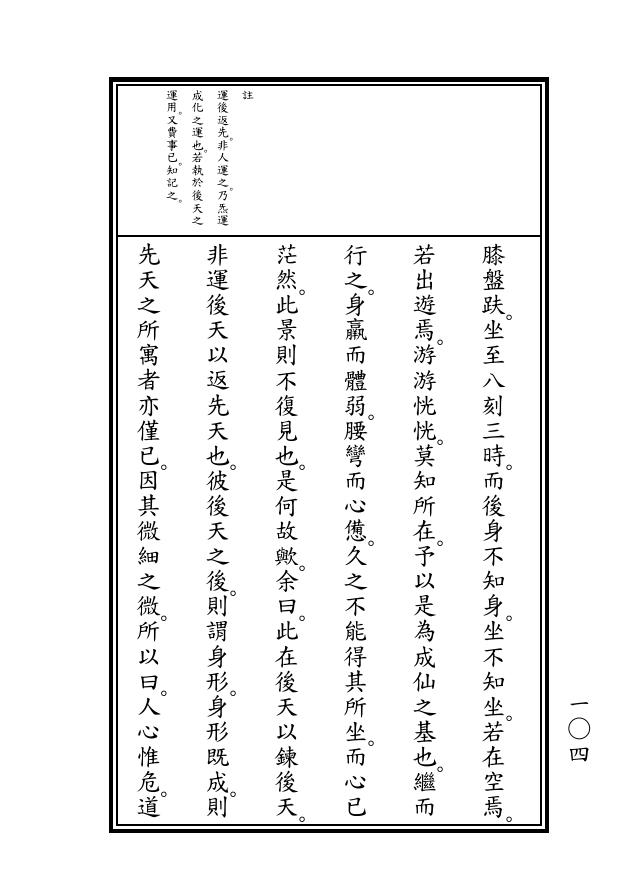 註
運後返先。非人運之。乃炁運
成化之運也。若執於後天之
運用。又費事已。知記之。
膝盤趺。坐至八刻三時。而後身不知身。坐不知坐。若在空焉。
若出遊焉。游游恍恍。莫知所在。予以是為成仙之基也。繼而
行之。身羸而體弱。腰彎而心憊。久之不能得其所坐。而心已
茫然。此景則不復見也。是何故歟。余曰。此在後天以鍊後天。
非運後天以返先天也。彼後天之後。則謂身形。身形既成。則
先天之所寓者亦僅已。因其微細之微。所以曰。人心惟危。道
一〇四